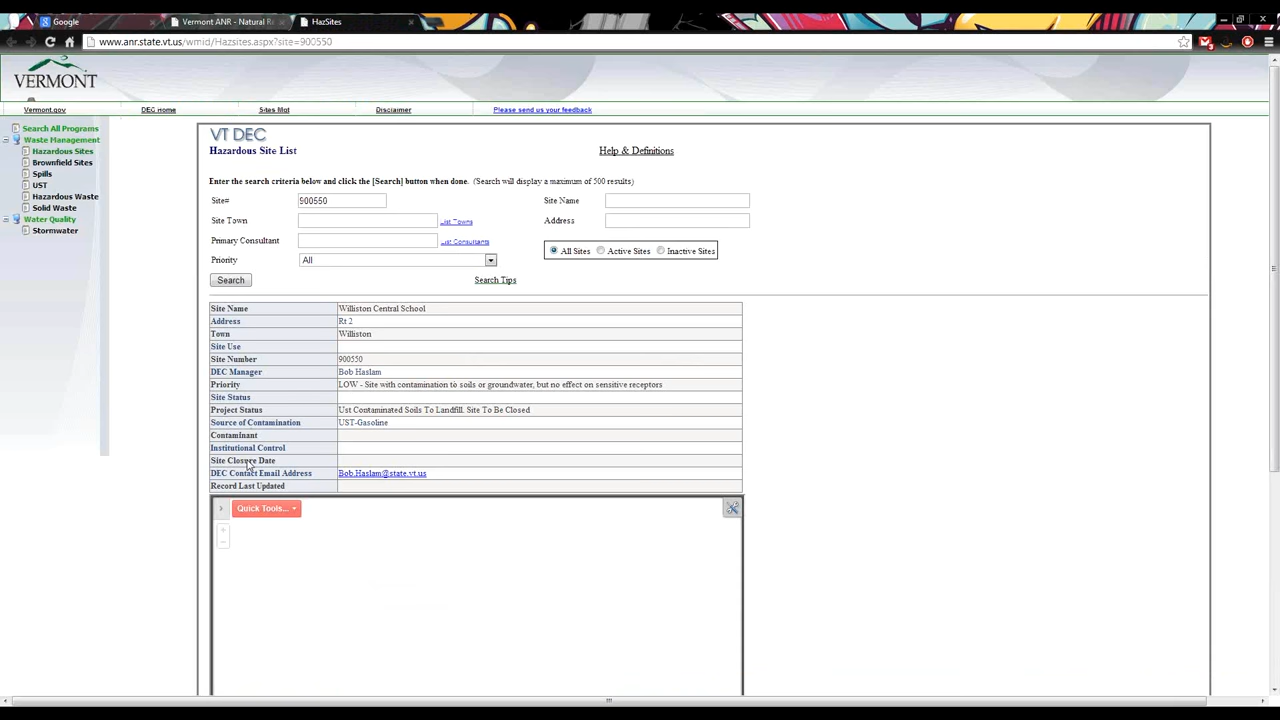 Google
Vermont ANR - Natural Re
HazSites
www.anr.state.vt.us/wmid/Hazsites.aspx?site=900550
VERMONT
Vermont.gov
DEC Home
Sites Mgt
Disclaimer
Please send us your feedback
Search All Programs
Waste Management
Hazardous Sites
Brownfield Sites
Spills
UST
Hazardous Waste
Solid Waste
Water Quality
Stormwater
VT DEC
Hazardous Site List
Help & Definitions
Enter the search criteria below and click the [Search] button when done. (Search will display a maximum of 500 results)
Site# 900550 Site Name
Site Town List Towns Address
Primary Consultant List Consultants All Sites Active Sites Inactive Sites
Priority All
Search Search Tips
Site Name Williston Central School
Address Rt 2
Town Williston
Site Use
Site Number 900550
DEC Manager Bob Haslam
Priority LOW - Site with contamination to soils or groundwater, but no effect on sensitive receptors
Site Status
Project Status Ust Contaminated Soils To Landfill. Site To Be Closed
Source of Contamination UST-Gasoline
Contaminant
Institutional Control
Site Closure Date
DEC Contact Email Address Bob.Haslam@state.vt.us
Record Last Updated
Quick Tools...